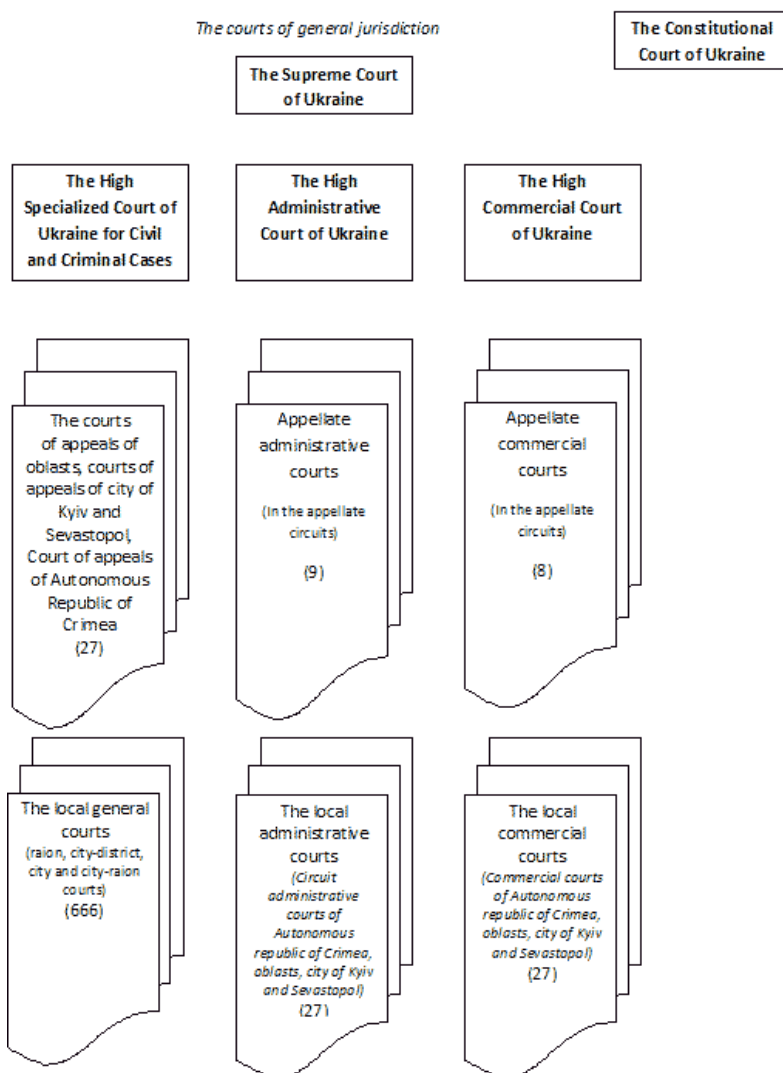 The courts of general jurisdiction
The Constitutional
Court of Ukraine
The Supreme Court
of Ukraine
The High
Specialized Court of
Ukraine for Civil
and Criminal Cases
The High
Administrative
Court of Ukraine
The High
Commercial Court
of Ukraine
The courts
of appeals of
oblasts, courts of
appeals of city of
Kyiv and
Sevastopol,
Court of appeals
of Autonomous
Republic of
Crimea
(27)
Appellate
administrative
courts
(In the appellate
circuits)
(9)
Appellate
commercial
courts
(In the appellate
circuits)
(8)
The local general
courts
(raion, city-district,
city and city-raion
courts)
(666)
The local
administrative
courts
(Circuit
administrative
courts of
Autonomous
republic of Crimea,
oblasts, city of Kyiv
and Sevastopol)
(27)
The local
commercial
courts
(Commercial courts
of Autonomous
republic of Crimea,
oblasts, city of Kyiv
and Sevastopol)
(27)